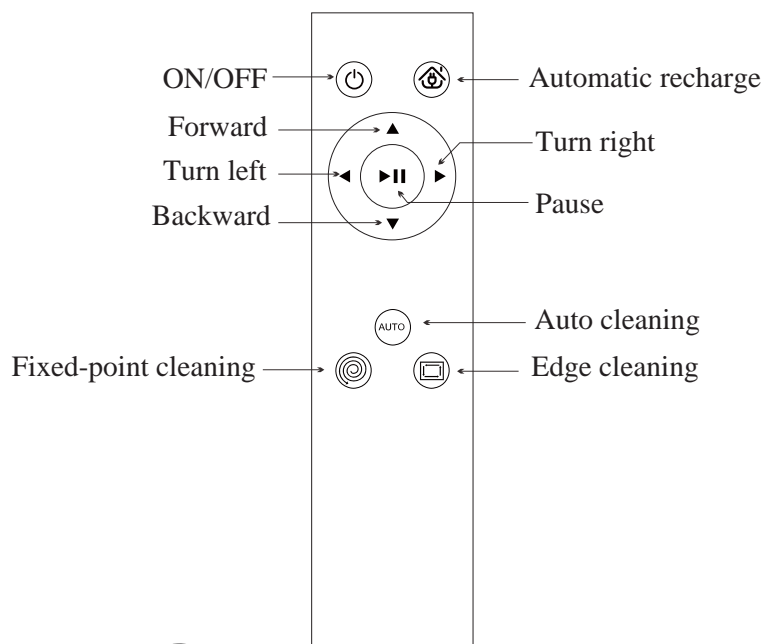 ON/OFF
Automatic recharge
Forward
Turn right
Turn left
Pause
Backward
AUTO
Auto cleaning
Fixed-point cleaning
Edge cleaning